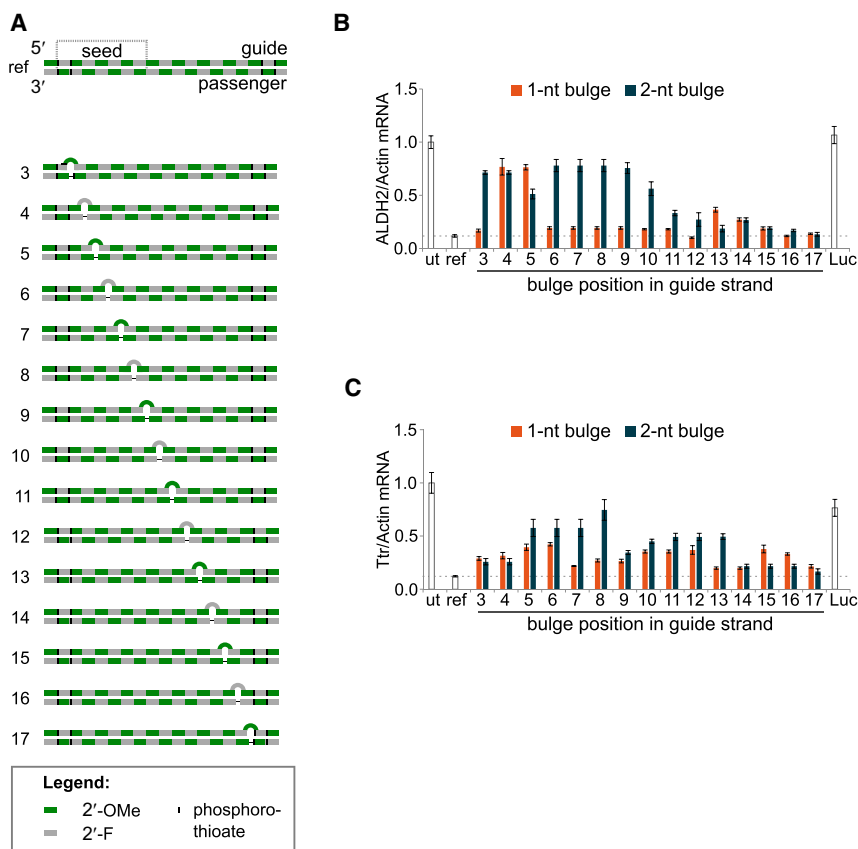 A
5′
seed
guide
ref
3′
passenger
3
4
5
6
7
8
9
10
11
12
13
14
15
16
17
Legend:
2′-OMe
2′-F
phosphoro-
thioate
B
1-nt bulge 2-nt bulge
ALDH2/Actin mRNA
1.5
1.0
0.5
0.0
ut ref 3 4 5 6 7 8 9 10 11 12 13 14 15 16 17 Luc
bulge position in guide strand
C
1-nt bulge 2-nt bulge
Ttr/Actin mRNA
1.5
1.0
0.5
0.0
ut ref 3 4 5 6 7 8 9 10 11 12 13 14 15 16 17 Luc
bulge position in guide strand